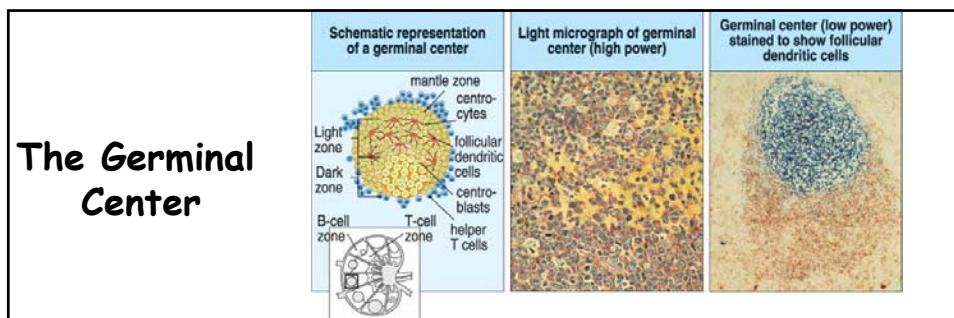 The Germinal
Center
Schematic representation
of a germinal center
mantle zone
centro-
cytes
Light
zone
follicular
dendritic
cells
Dark
zone
centro-
blasts
B-cell
zone
T-cell
zone
helper
T cells
Light micrograph of germinal
center (high power)
Germinal center (low power)
stained to show follicular
dendritic cells